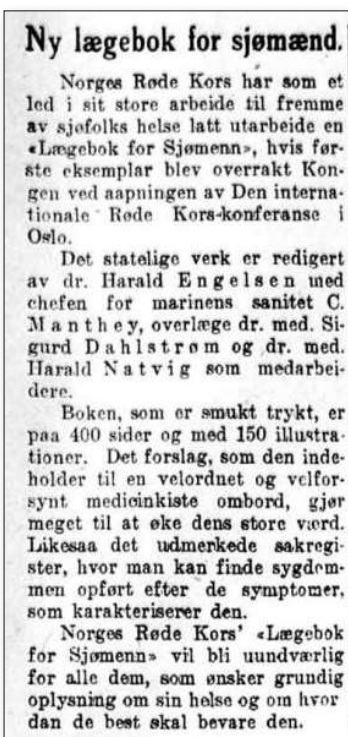 Ny lægebok for sjømænd.
Norges Røde Kors har som et
led i sit store arbeide til fremme
av sjøfolks helse latt utarbeide en
«Lægebok for Sjømenn», hvis før-
ste eksemplar blev overrakt Kon-
gen ved aapningen av Den interna-
tionale Røde Kors-konferanse i
Oslo.
Det statelige verk er redigert
av dr. Harald Engelsen med
chefen for marinens sanitet C.
Manthey, overlæge dr. med. Si-
gurd Dahlstrøm og dr. med.
Harald Natvig som medarbei-
dere.
Boken, som er smukt trykt, er
paa 400 sider og med 150 illustra-
tioner. Det forslag, som den inde-
holder til en velordnet og velfor-
synt medicinkiste ombord, gjør
meget til at øke dens store værd.
Likesaa det udmerkede sakregi-
ster, hvor man kan finde sygdom-
men opført efter de symptomer,
som karakteriserer den.
Norges Røde Kors' «Lægebok
for Sjømenn» vil bli uundværlig
for alle dem, som ønsker grundig
oplysning om sin helse og om hvor
dan de best skal bevare den.